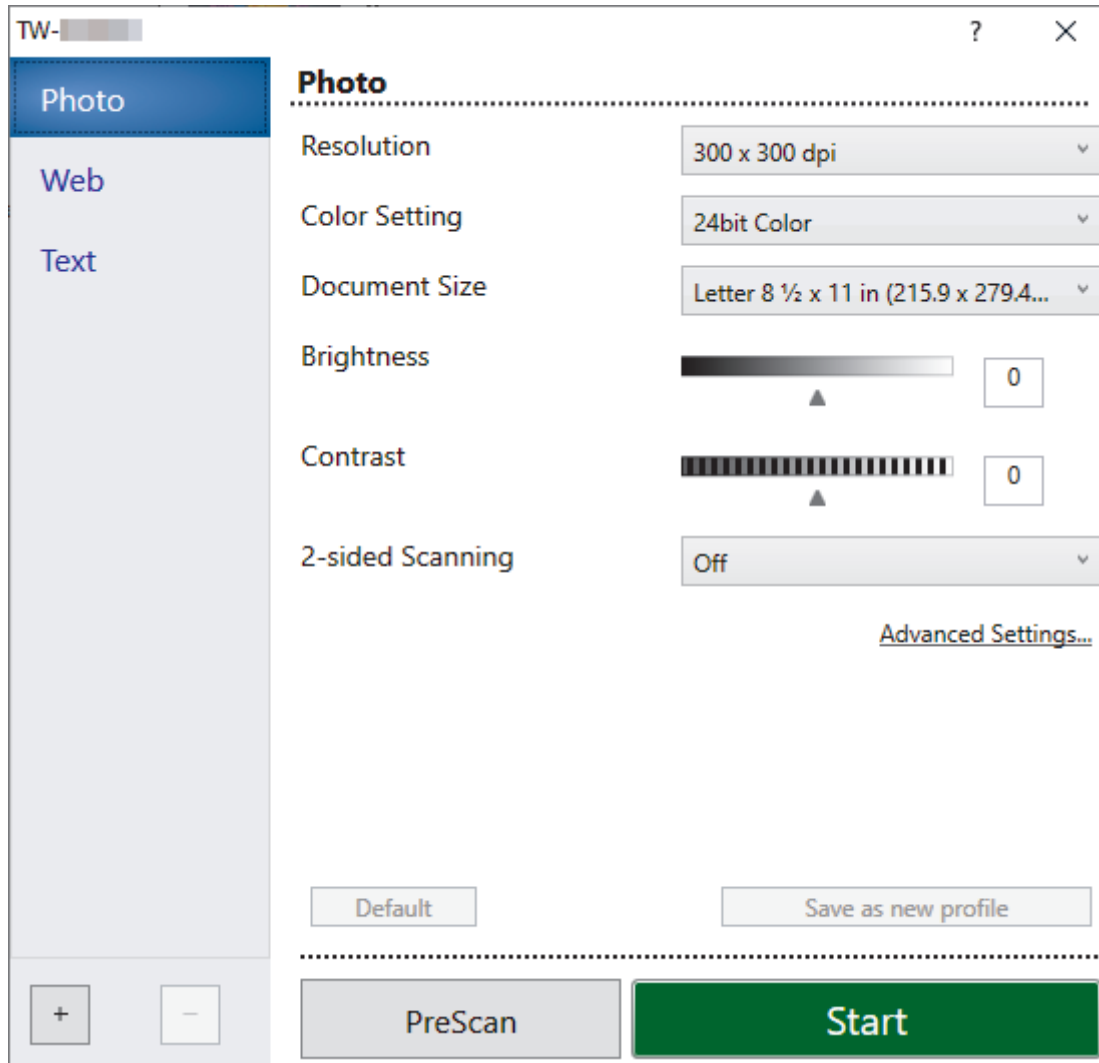 TW-
?
Photo
Web
Text
Photo
Resolution
300 x 300 dpi
Color Setting
24bit Color
Document Size
Letter 8 ½ x 11 in (215.9 x 279.4...
Brightness
0
Contrast
0
2-sided Scanning
Off
Advanced Settings...
Default
Save as new profile
+
−
PreScan
Start